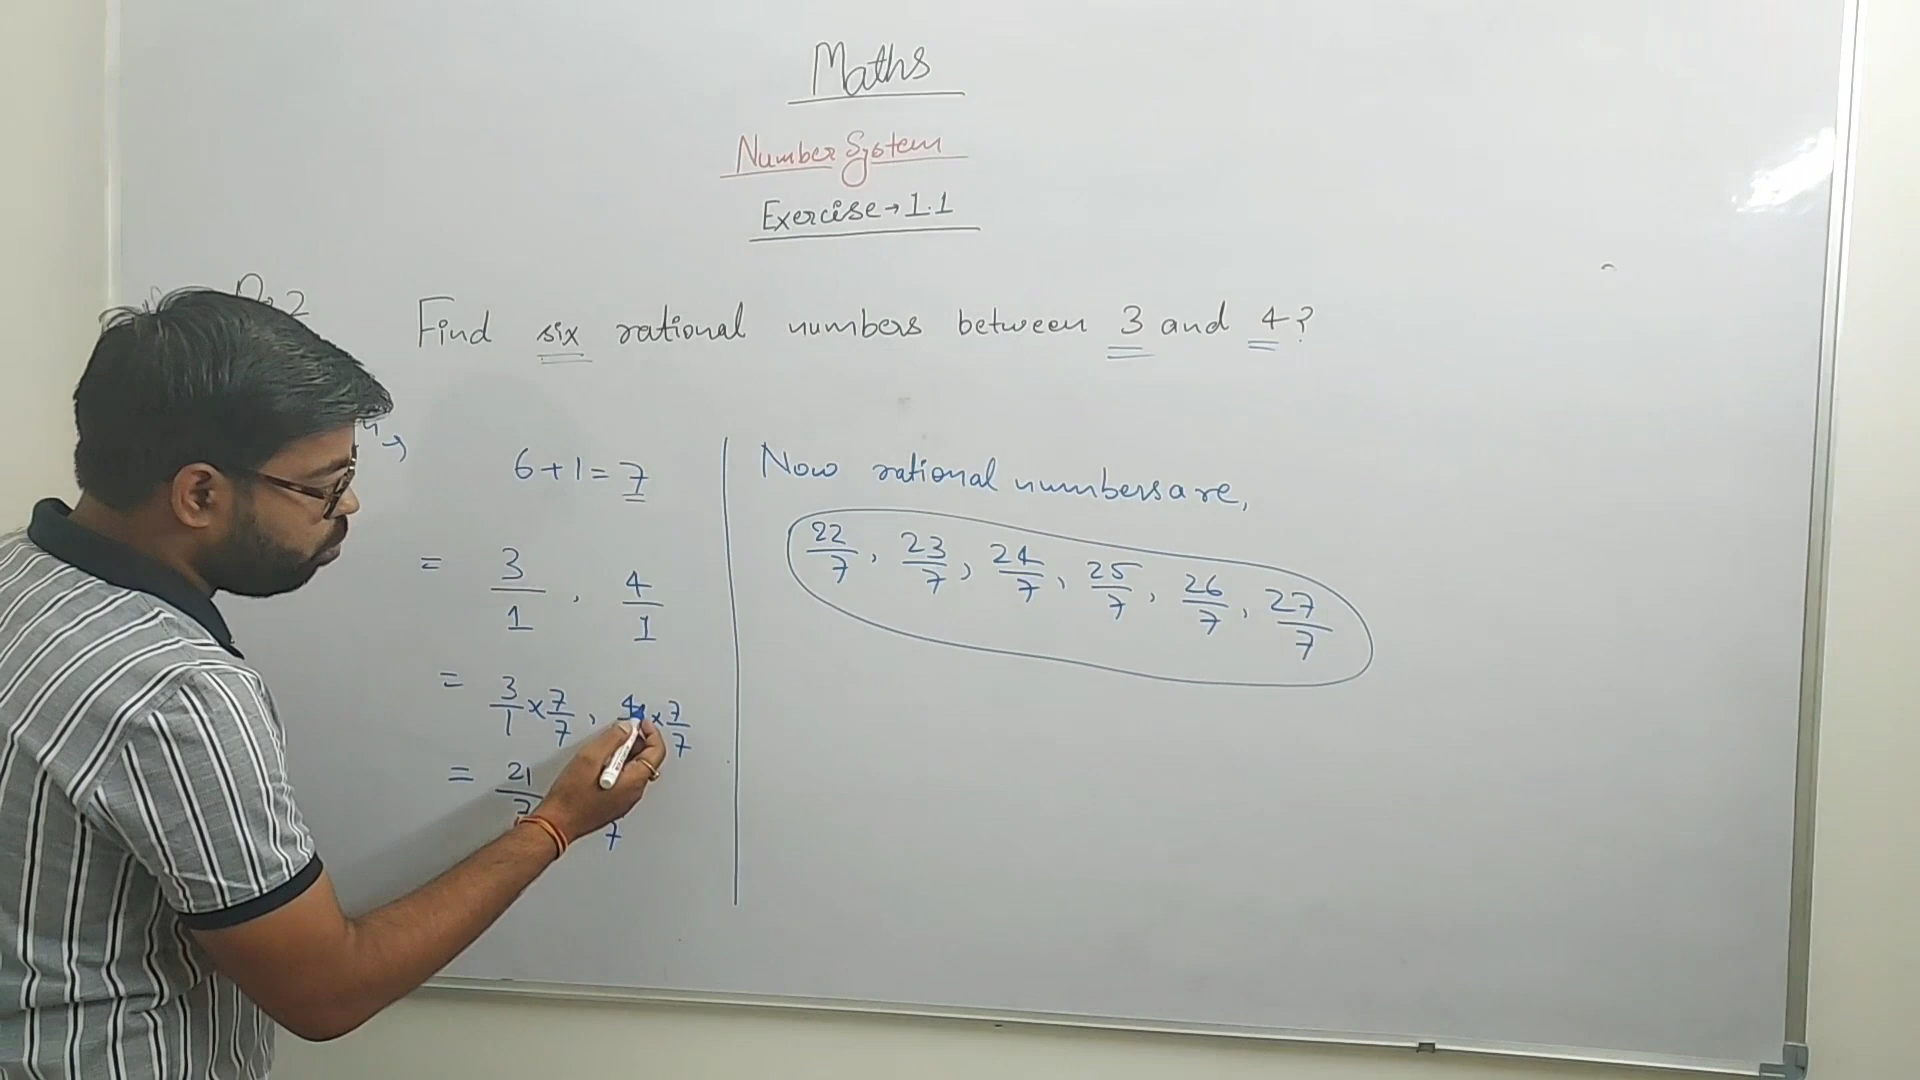 Maths
Number System
Exercise→1.1
2 Find six rational numbers between 3 and 4?
6+1=7
= 3/1 , 4/1
= 3/1 × 7/7 , 4 × 7/7
= 21/7
7
Now rational numbers are,
22/7 , 23/7 , 24/7 , 25/7 , 26/7 , 27/7